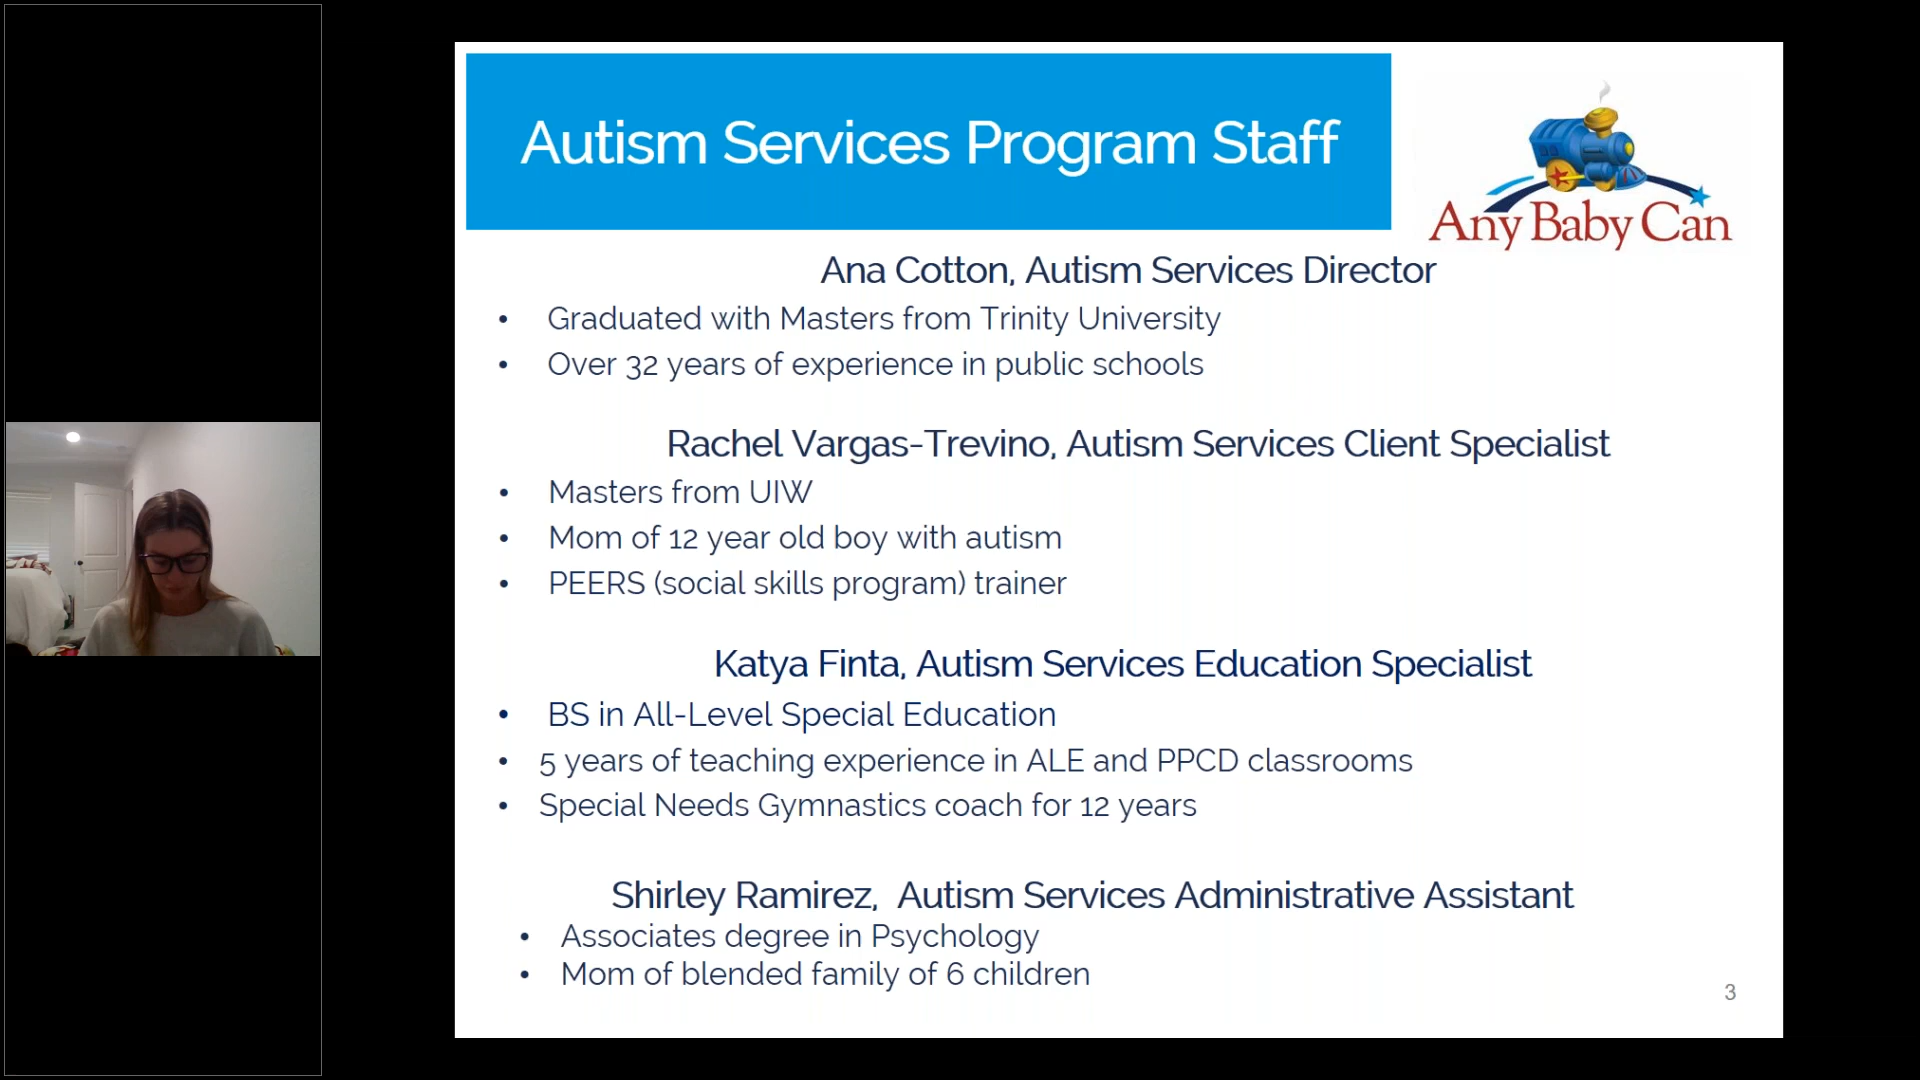 Autism Services Program Staff
Any Baby Can
Ana Cotton, Autism Services Director
• Graduated with Masters from Trinity University
• Over 32 years of experience in public schools
Rachel Vargas-Trevino, Autism Services Client Specialist
• Masters from UIW
• Mom of 12 year old boy with autism
• PEERS (social skills program) trainer
Katya Finta, Autism Services Education Specialist
• BS in All-Level Special Education
• 5 years of teaching experience in ALE and PPCD classrooms
• Special Needs Gymnastics coach for 12 years
Shirley Ramirez, Autism Services Administrative Assistant
• Associates degree in Psychology
• Mom of blended family of 6 children
3